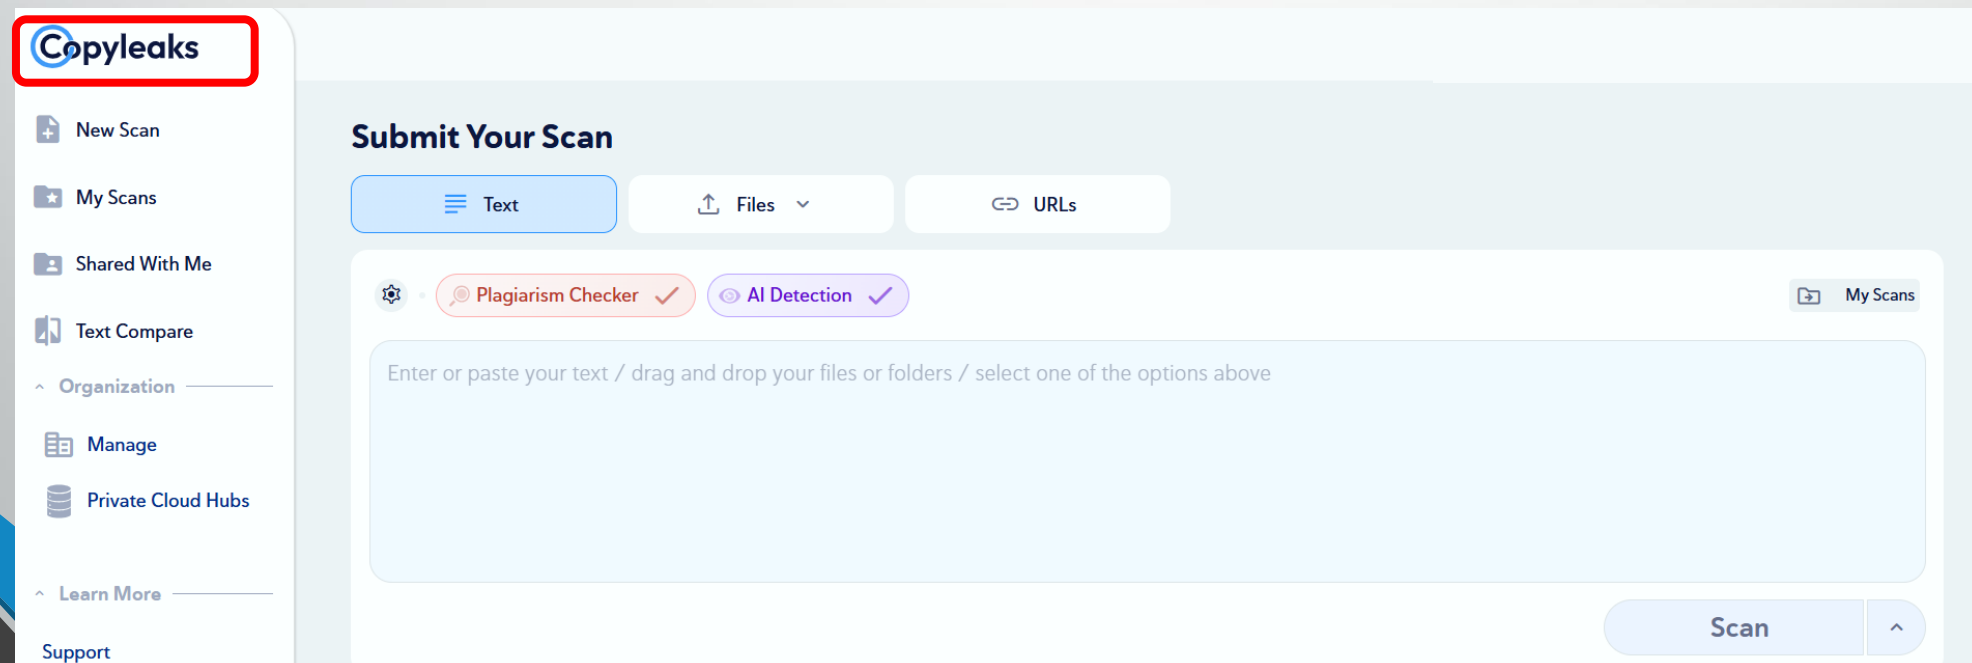 Copyleaks
New Scan
My Scans
Shared With Me
Text Compare
Organization
Manage
Private Cloud Hubs
Learn More
Support
Submit Your Scan
Text
Files
URLs
Plagiarism Checker
AI Detection
My Scans
Enter or paste your text / drag and drop your files or folders / select one of the options above
Scan